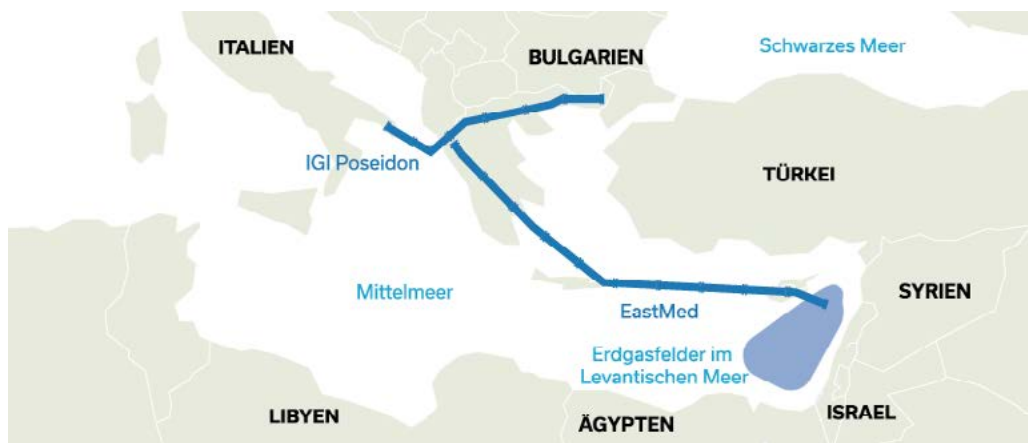 ITALIEN
BULGARIEN
Schwarzes Meer
IGI Poseidon
TÜRKEI
Mittelmeer
SYRIEN
EastMed
Erdgasfelder im
Levantischen Meer
LIBYEN
ÄGYPTEN
ISRAEL